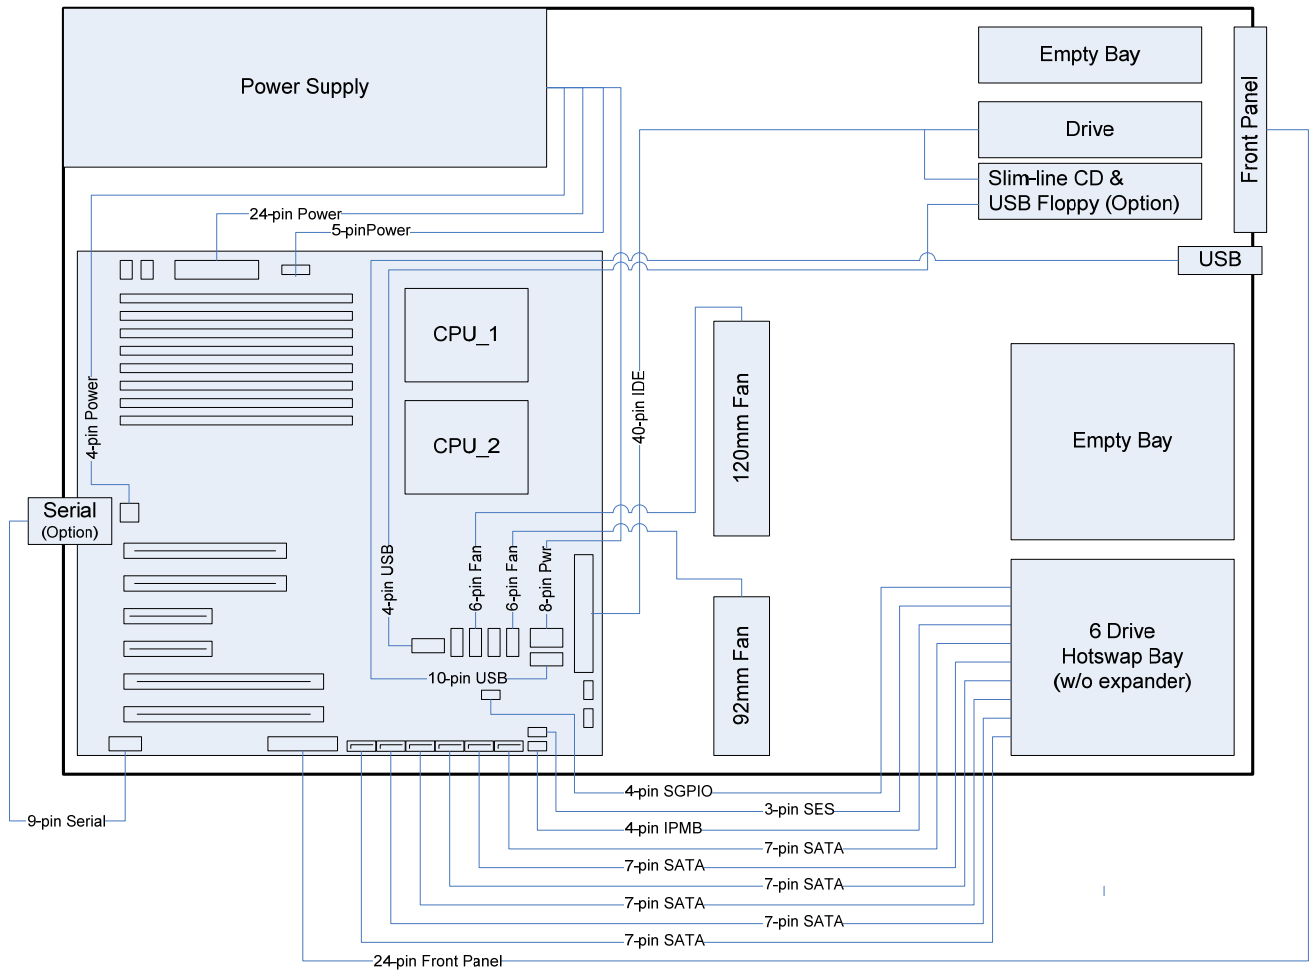 Power Supply
Empty Bay
Drive
Slim-line CD &
USB Floppy (Option)
Front Panel
USB
24-pin Power
5-pinPower
CPU_1
CPU_2
4-pin Power
40-pin IDE
120mm Fan
Empty Bay
Serial
(Option)
4-pin USB
6-pin Fan
6-pin Fan
8-pin Pwr
92mm Fan
6 Drive
Hotswap Bay
(w/o expander)
10-pin USB
4-pin SGPIO
3-pin SES
9-pin Serial
4-pin IPMB
7-pin SATA
7-pin SATA
7-pin SATA
7-pin SATA
7-pin SATA
7-pin SATA
24-pin Front Panel